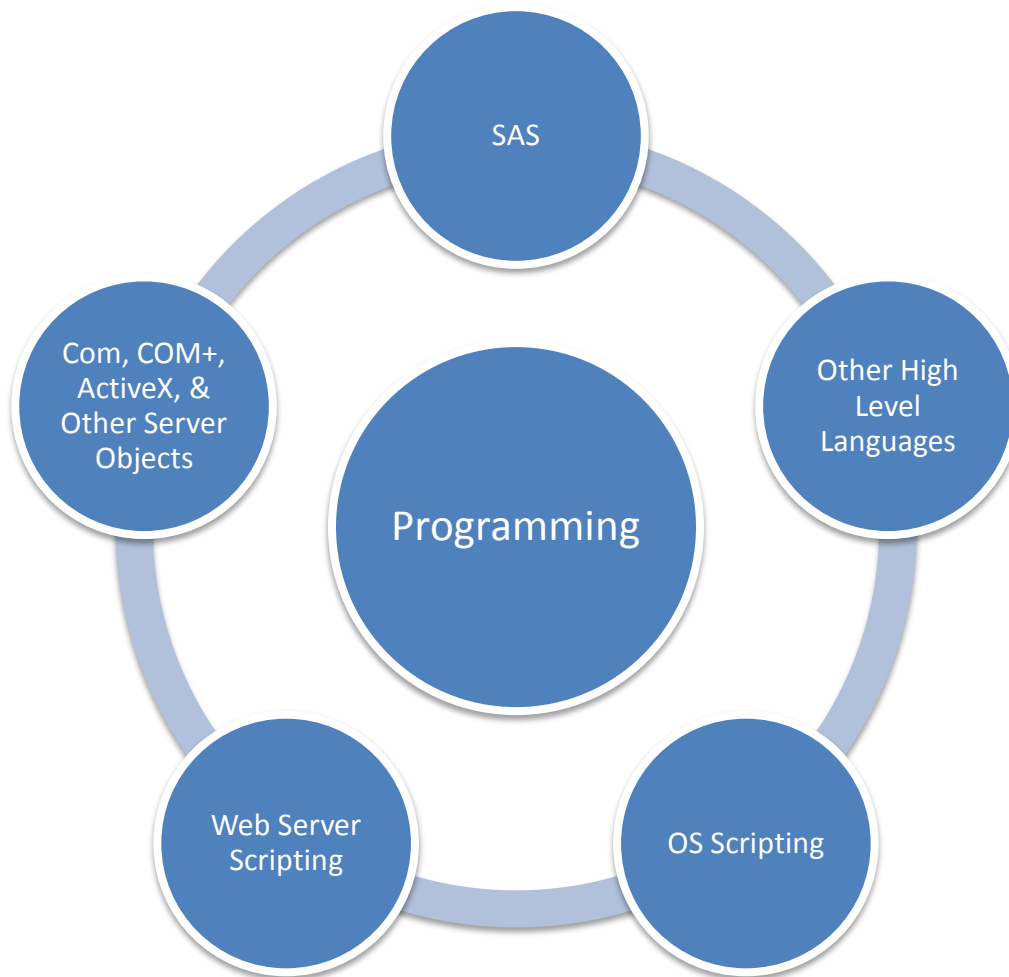 SAS
Other High
Level
Languages
OS Scripting
Web Server
Scripting
Com, COM+,
ActiveX, &
Other Server
Objects
Programming